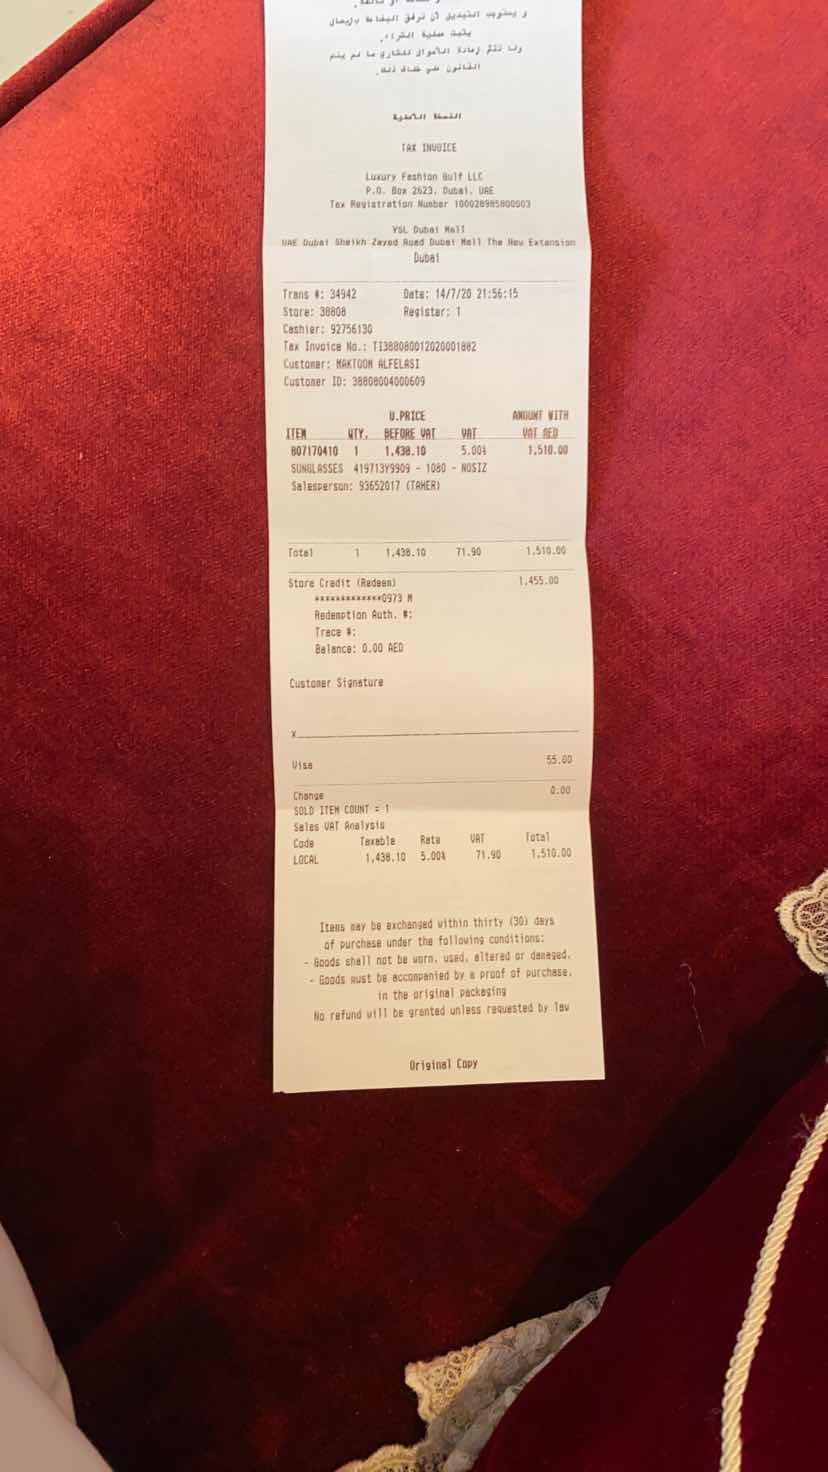 و يستوجب التبديل أن ترفق البضاعة بإيصال
يثبت عملية الشراء.
ولا تتم إعادة الأموال للشاري ما لم ينص
القانون على خلاف ذلك.
النسخة الأصلية
TAX INVOICE
Luxury Fashion Gulf LLC
P.O. Box 2623, Dubai, UAE
Tax Registration Number 100028985800003
YSL Dubai Mall
UAE Dubai Sheikh Zayed Road Dubai Mall The New Extension
Dubai
Trans #: 34942 Date: 14/7/20 21:56:15
Store: 38808 Register: 1
Cashier: 92756130
Tax Invoice No.: TI388080012020001882
Customer: MAKTOOM ALFELASI
Customer ID: 38808004000609
U.PRICE AMOUNT WITH
ITEM QTY. BEFORE VAT VAT VAT AED
807170410 1 1,438.10 5.00% 1,510.00
SUNGLASSES 419713Y9909 - 1080 - NOSIZ
Salesperson: 93652017 (TAHER)
Total 1 1,438.10 71.90 1,510.00
Store Credit (Redeem) 1,455.00
*************0973 M
Redemption Auth. #:
Trace #:
Balance: 0.00 AED
Customer Signature
X
Visa 55.00
Change 0.00
SOLD ITEM COUNT = 1
Sales VAT Analysis
Code Taxable Rate VAT Total
LOCAL 1,438.10 5.00% 71.90 1,510.00
Items may be exchanged within thirty (30) days
of purchase under the following conditions:
- Goods shall not be worn, used, altered or damaged.
- Goods must be accompanied by a proof of purchase.
in the original packaging
No refund will be granted unless requested by law
Original Copy